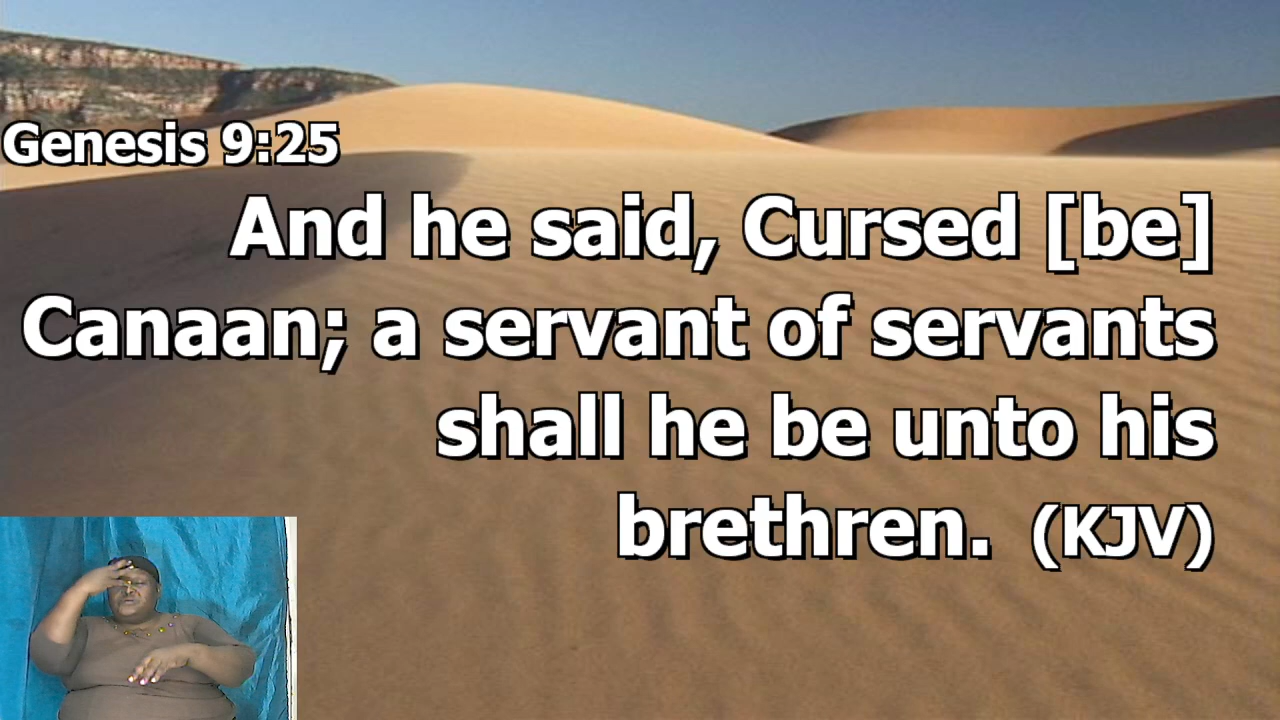 Genesis 9:25
And he said, Cursed [be]
Canaan; a servant of servants
shall he be unto his
brethren. (KJV)